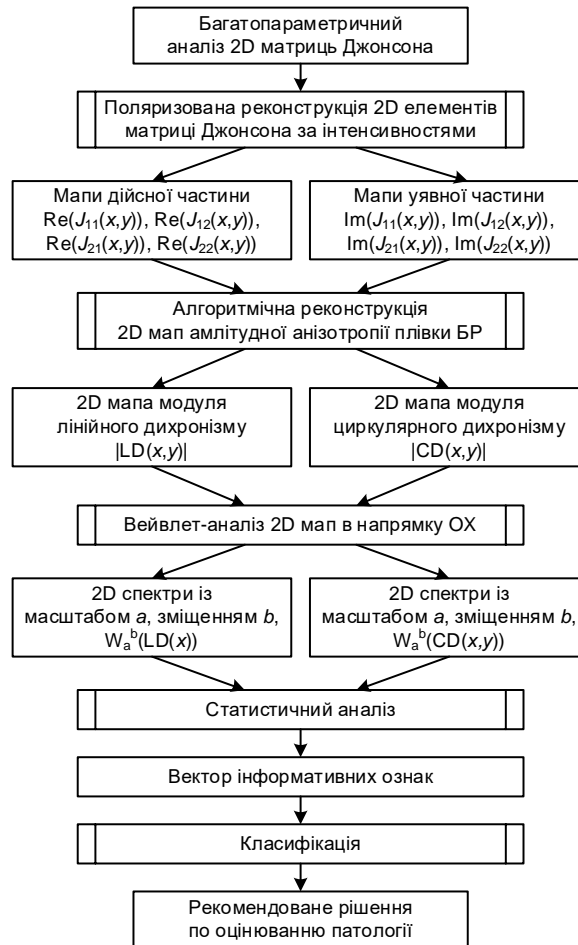 Багатопараметричний
аналіз 2D матриць Джонсона
Поляризована реконструкція 2D елементів
матриці Джонсона за інтенсивностями
Мапи дійсної частини
Re(J₁₁(x,y)), Re(J₁₂(x,y)),
Re(J₂₁(x,y)), Re(J₂₂(x,y))
Мапи уявної частини
Im(J₁₁(x,y)), Im(J₁₂(x,y)),
Im(J₂₁(x,y)), Im(J₂₂(x,y))
Алгоритмічна реконструкція
2D мап амлітудної анізотропії плівки БР
2D мапа модуля
лінійного дихронізму
|LD(x,y)|
2D мапа модуля
циркулярного дихронізму
|CD(x,y)|
Вейвлет-аналіз 2D мап в напрямку OX
2D спектри із
масштабом a, зміщенням b,
Wₐᵇ(LD(x))
2D спектри із
масштабом a, зміщенням b,
Wₐᵇ(CD(x,y))
Статистичний аналіз
Вектор інформативних ознак
Класифікація
Рекомендоване рішення
по оцінюванню патології